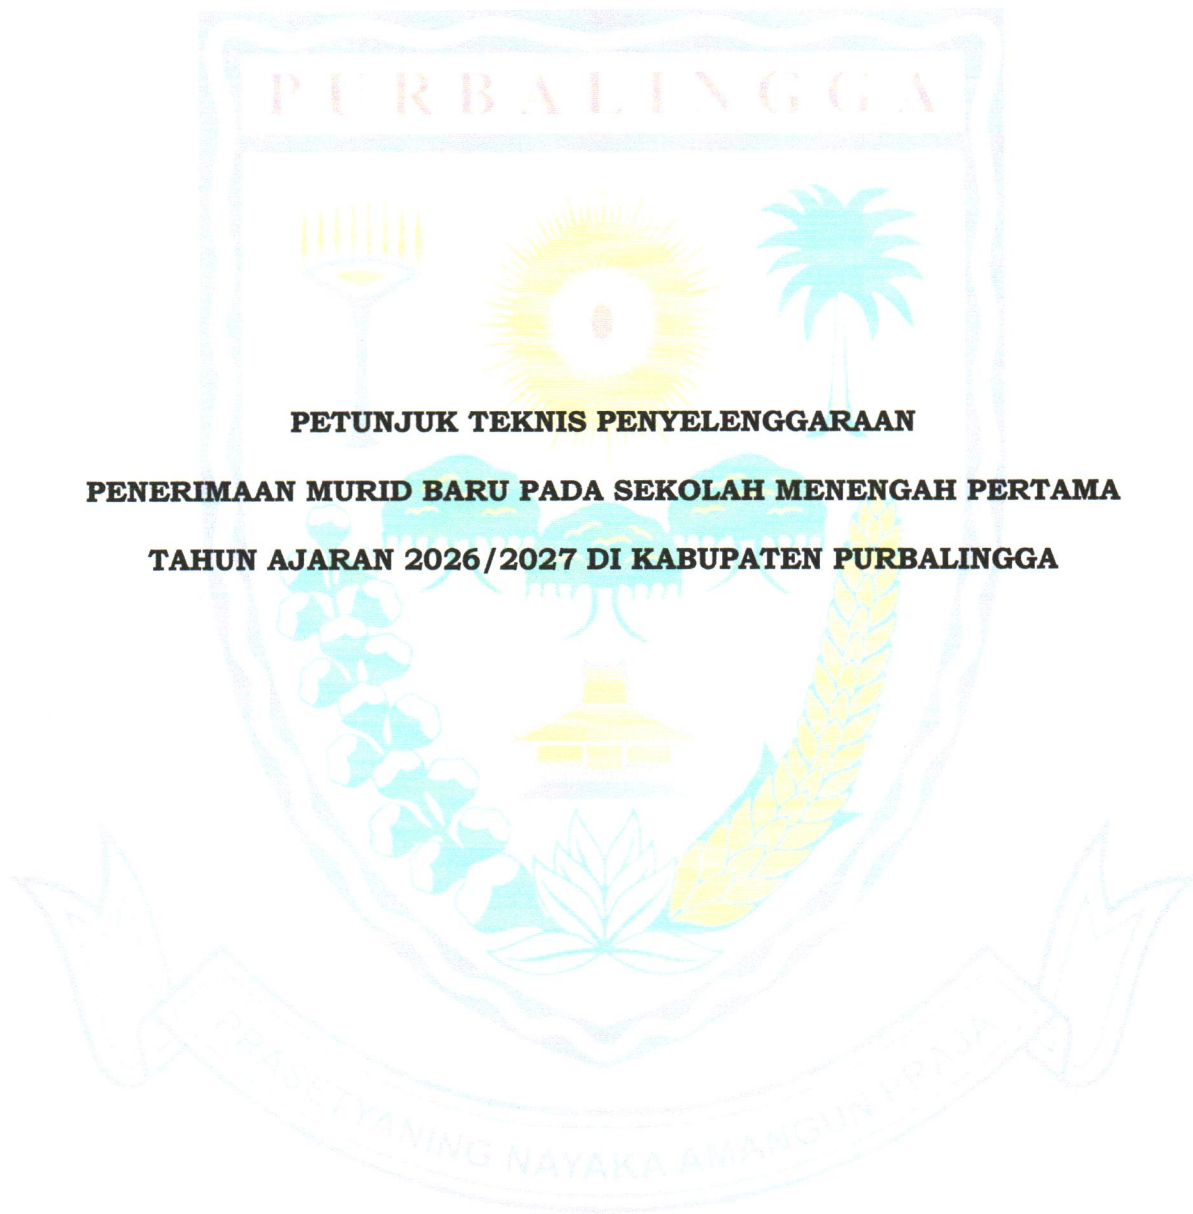 PURBALINGGA
PETUNJUK TEKNIS PENYELENGGARAAN
PENERIMAAN MURID BARU PADA SEKOLAH MENENGAH PERTAMA
TAHUN AJARAN 2026/2027 DI KABUPATEN PURBALINGGA
PRASETYANING NAYAKA AMANGUN PRAJA